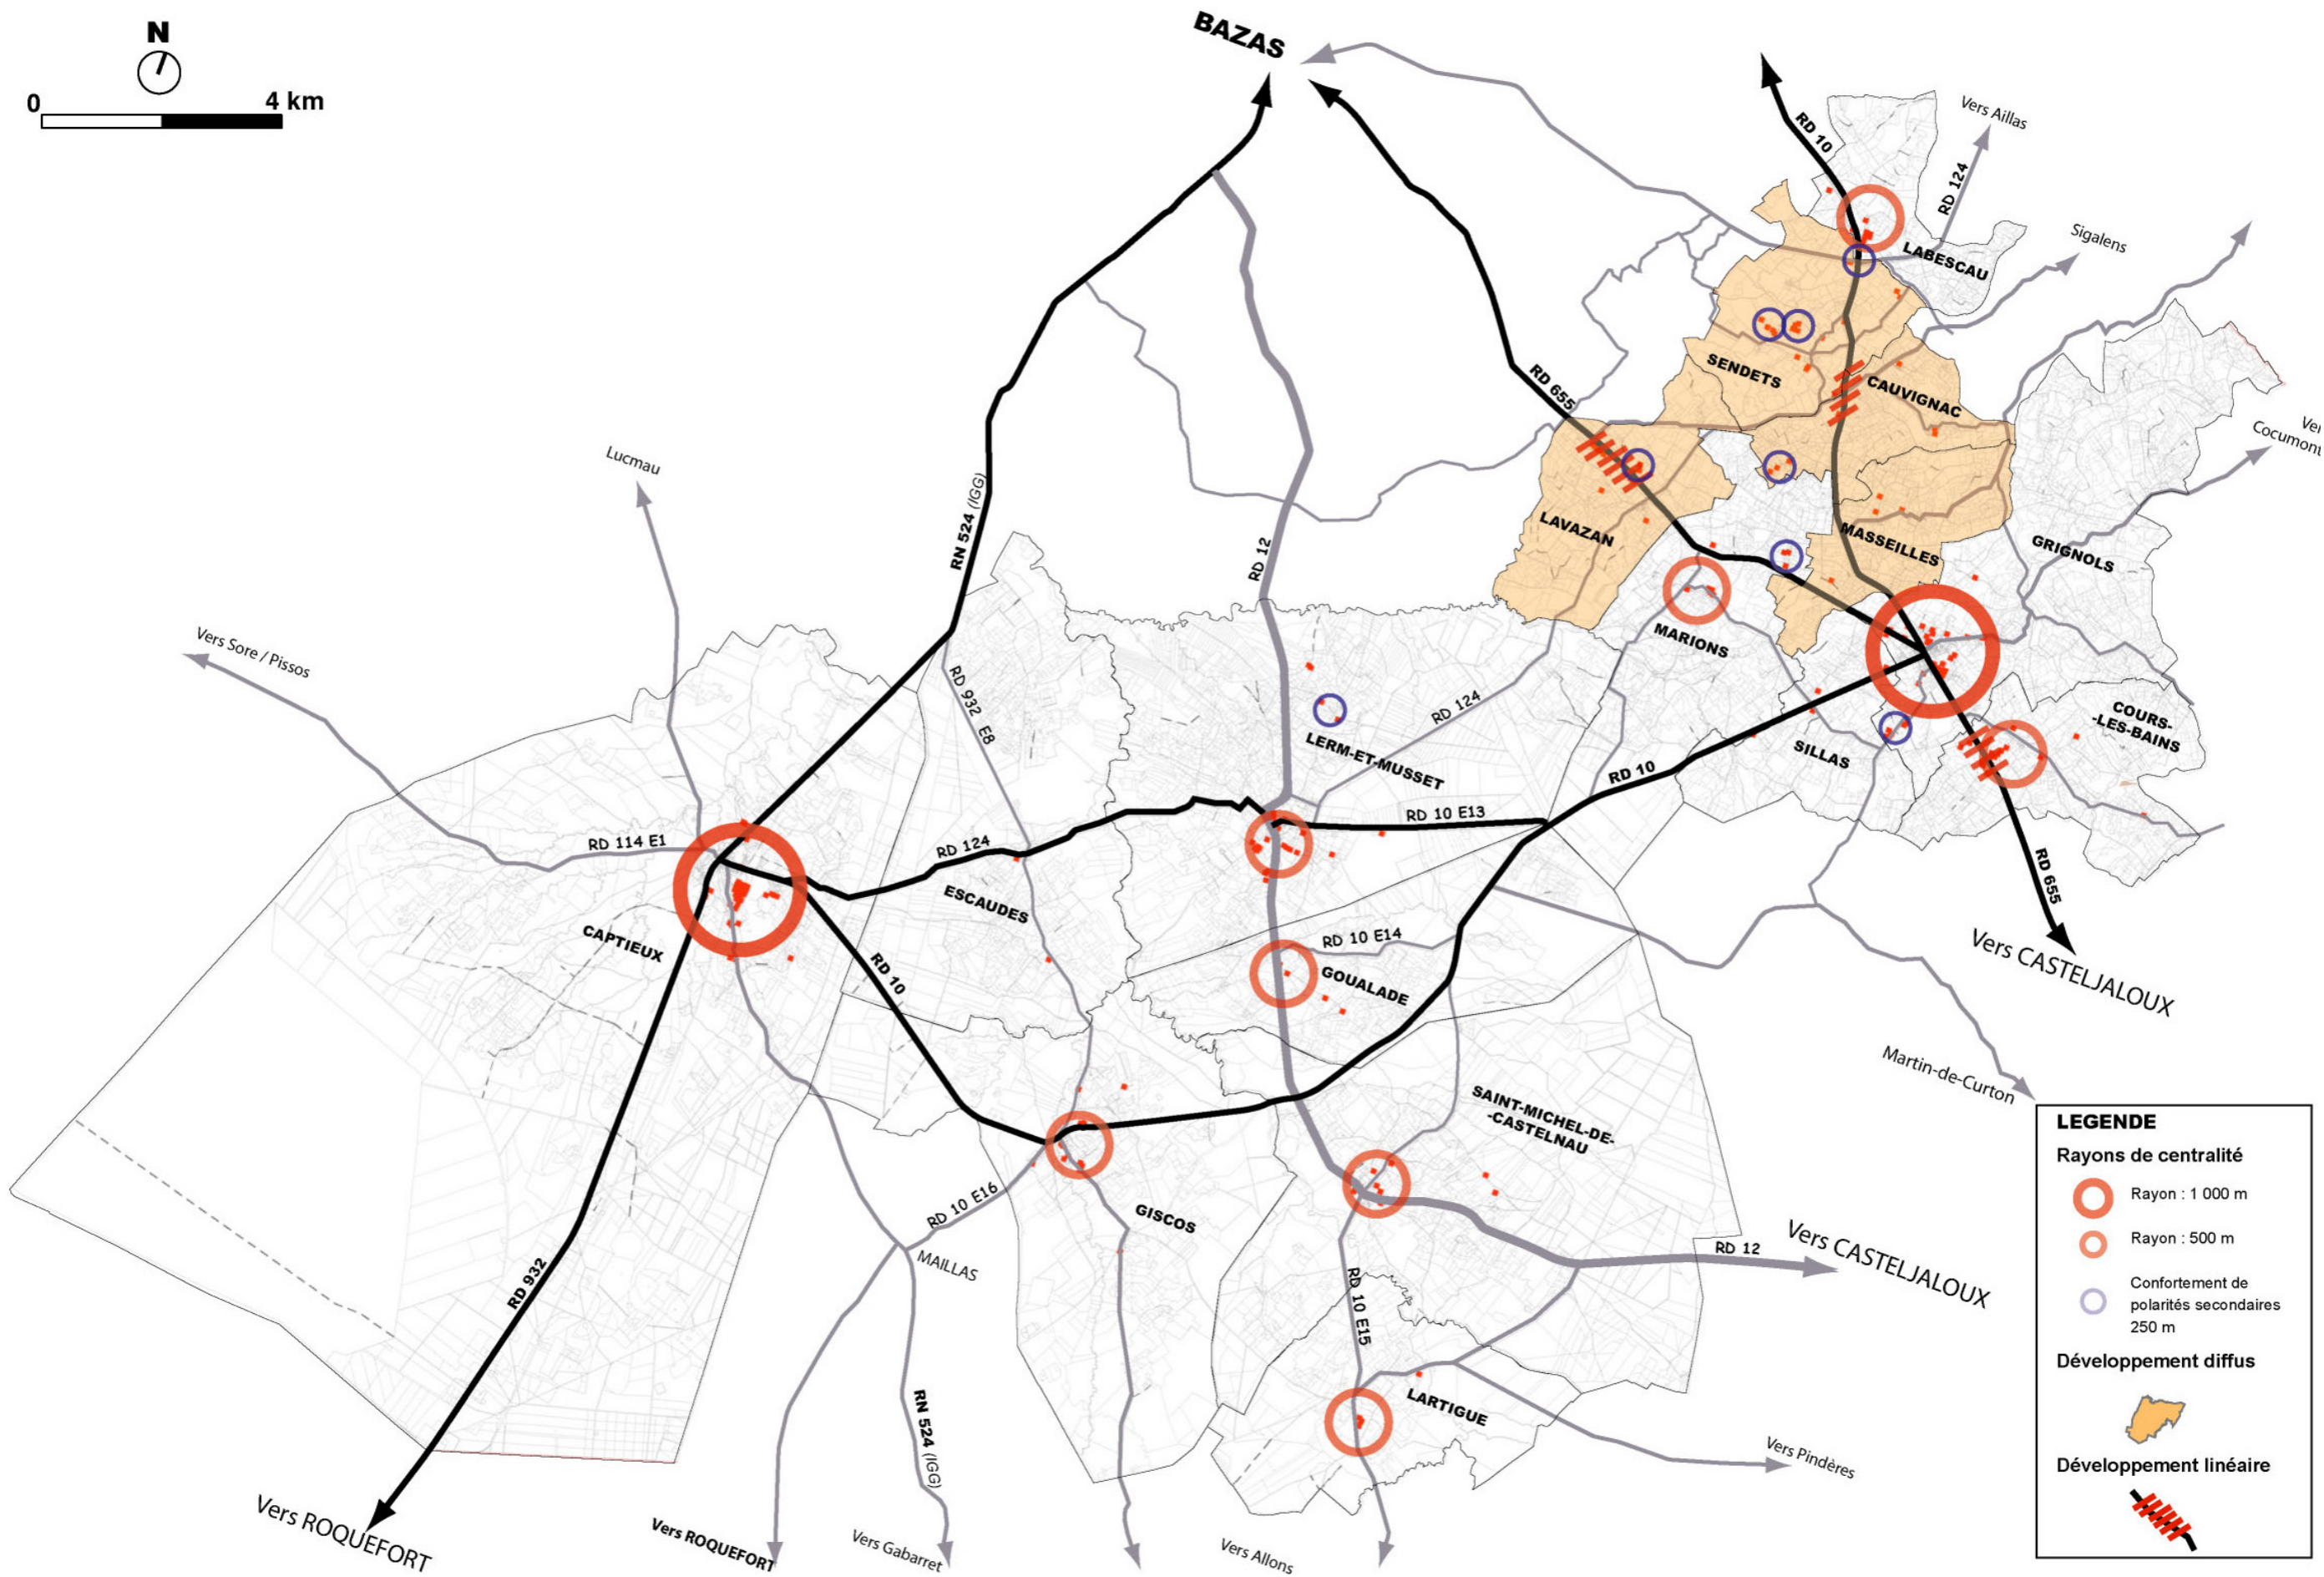 N
0
4 km
BAZAS
RD 10
Vers Aillas
RD 124
Sigalens
LABESCAU
SENDETS
CAUVIGNAC
RD 655
Cocumont
Lucmau
RN 524 (IGG)
RD 12
LAVAZAN
MASSEILLES
GRIGNOLS
Vers Sore / Pissos
RD 932 E8
MARIONS
RD 124
LERM-ET-MUSSET
COURS-
-LES-BAINS
SILLAS
RD 10
RD 10 E13
RD 114 E1
RD 124
ESCAUDES
RD 655
CAPTIEUX
RD 10
RD 10 E14
GOUALADE
Vers CASTELJALOUX
Martin-de-Curton
SAINT-MICHEL-DE-
-CASTELNAU
RD 10 E16
GISCOS
MAILLAS
RD 932
RD 12
Vers CASTELJALOUX
RD 10 E15
LARTIGUE
RN 524 (IGG)
Vers Pindères
Vers ROQUEFORT
Vers ROQUEFORT
Vers Gabarret
Vers Allons
LEGENDE
Rayons de centralité
Rayon : 1 000 m
Rayon : 500 m
Confortement de
polarités secondaires
250 m
Développement diffus
Développement linéaire